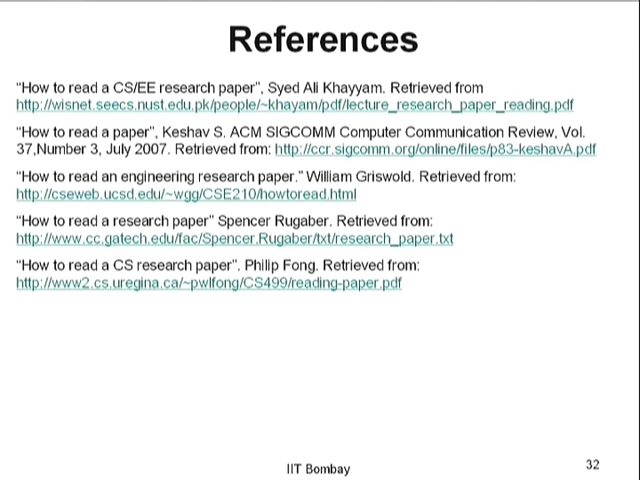 References
"How to read a CS/EE research paper", Syed Ali Khayyam. Retrieved from
http://wisnet.seecs.nust.edu.pk/people/~khayam/pdf/lecture_research_paper_reading.pdf
"How to read a paper", Keshav S. ACM SIGCOMM Computer Communication Review, Vol.
37,Number 3, July 2007. Retrieved from: http://ccr.sigcomm.org/online/files/p83-keshavA.pdf
"How to read an engineering research paper." William Griswold. Retrieved from:
http://cseweb.ucsd.edu/~wgg/CSE210/howtoread.html
"How to read a research paper" Spencer Rugaber. Retrieved from:
http://www.cc.gatech.edu/fac/Spencer.Rugaber/txt/research_paper.txt
"How to read a CS research paper". Philip Fong. Retrieved from:
http://www2.cs.uregina.ca/~pwlfong/CS499/reading-paper.pdf
IIT Bombay
32